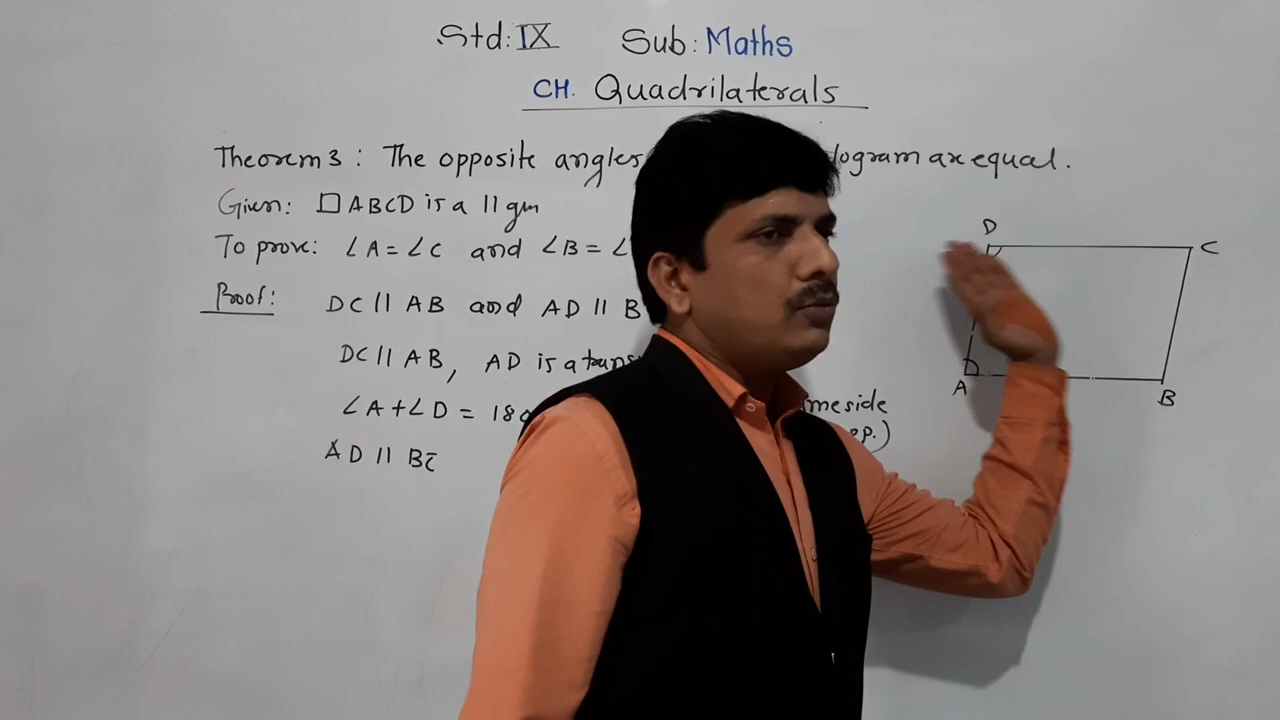 Std: IX Sub: Maths
CH. Quadrilaterals
Theorem 3: The opposite angles logram are equal.
Given: □ABCD is a || gm
To prove: ∠A = ∠C and ∠B = ∠
Proof: DC || AB and AD || B
DC || AB, AD is a trans
∠A + ∠D = 180 me side
op.)
AD || BC
D
C
A
B